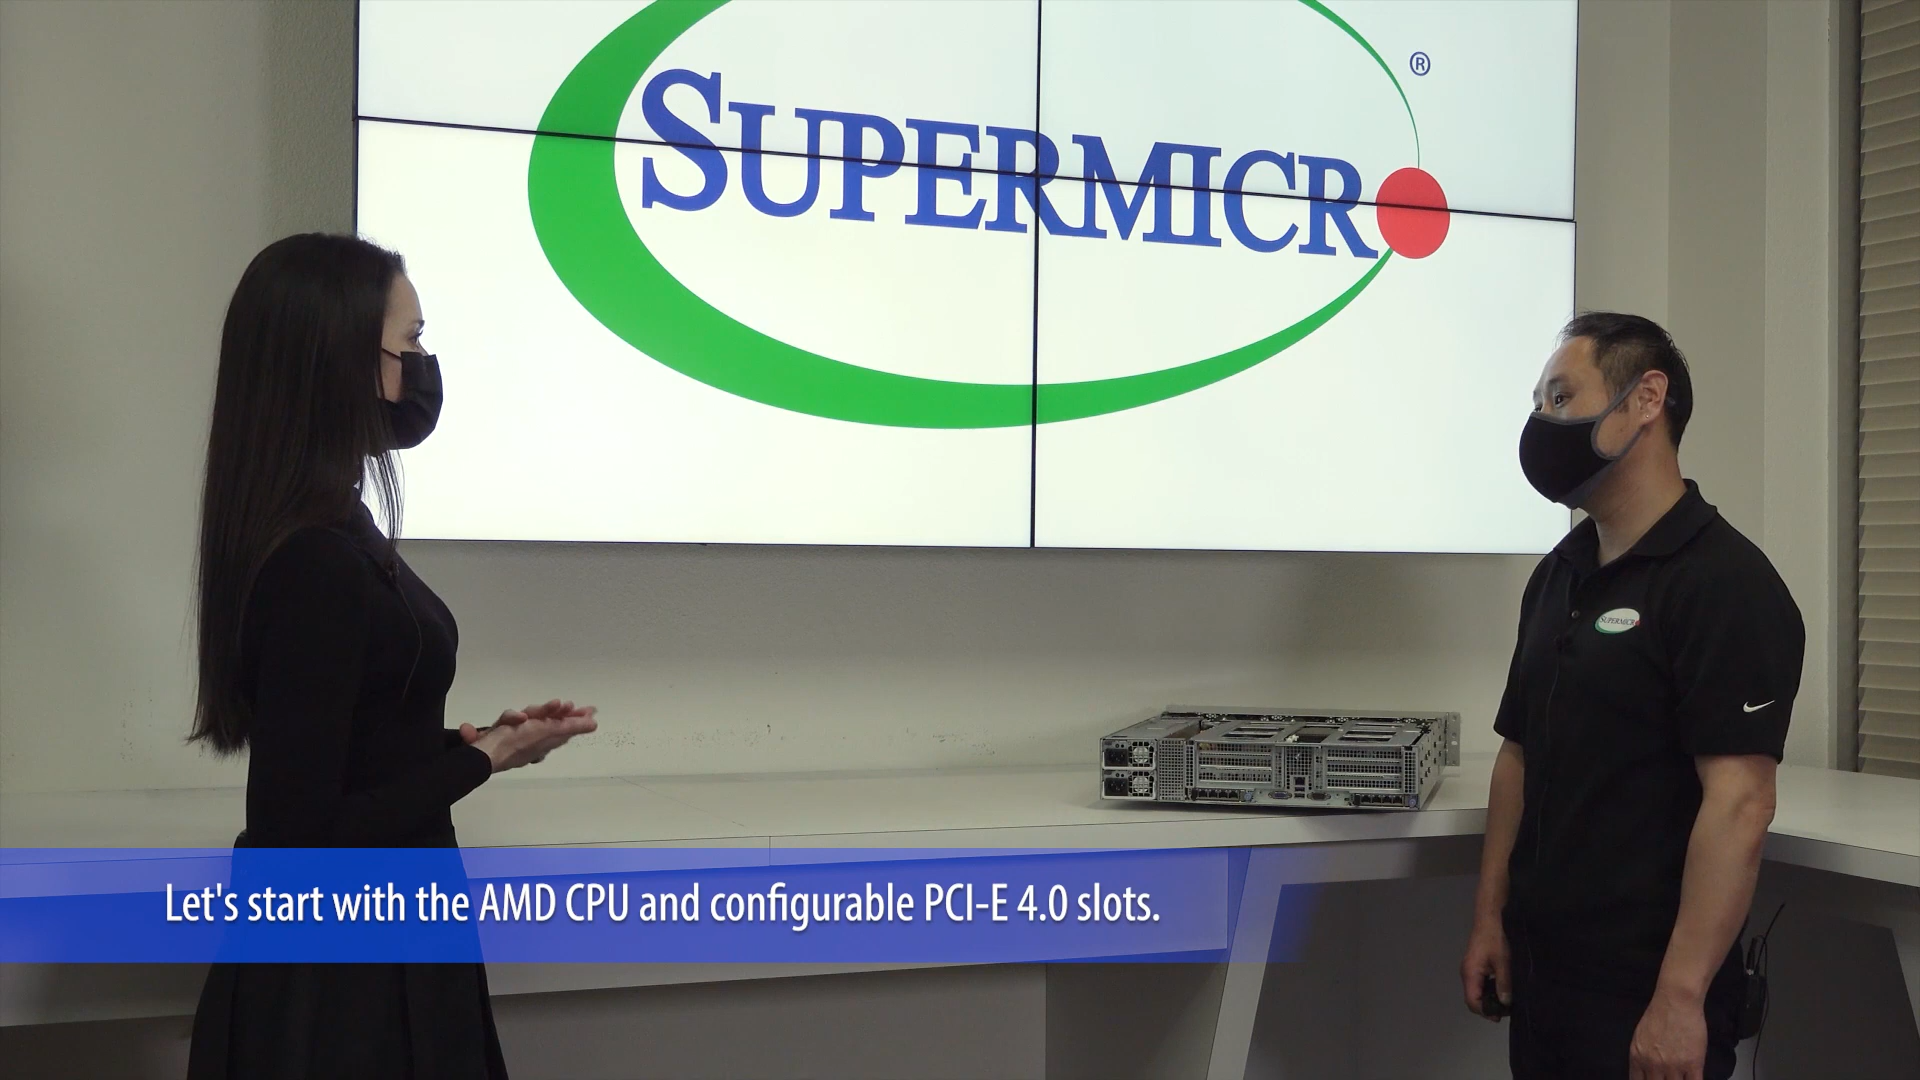 SUPERMICR
®
SUPERMICR
Let's start with the AMD CPU and configurable PCI-E 4.0 slots.